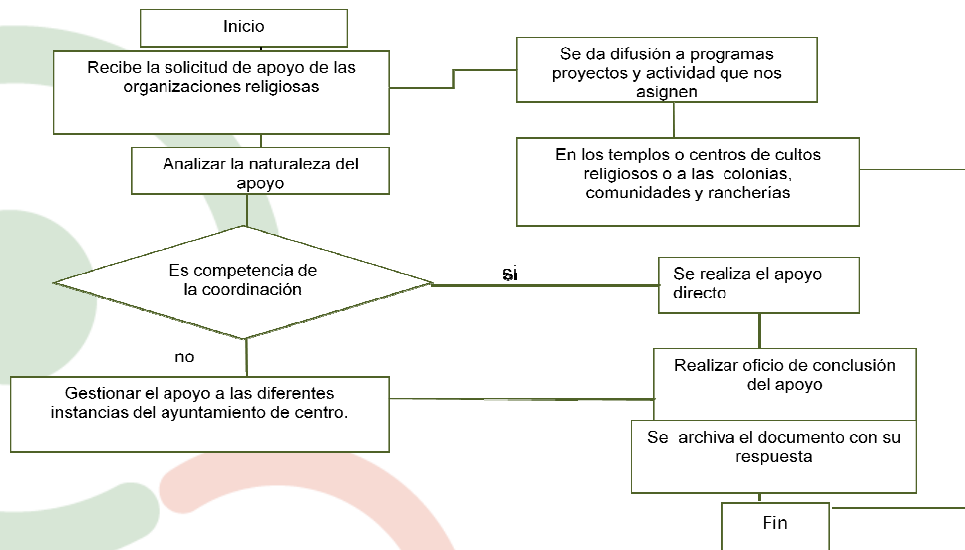 Inicio
Recibe la solicitud de apoyo de las
organizaciones religiosas
Se da difusión a programas
proyectos y actividad que nos
asignen
Analizar la naturaleza del
apoyo
En los templos o centros de cultos
religiosos o a las colonias,
comunidades y rancherías
Es competencia de
la coordinación
Si
Se realiza el apoyo
directo
no
Gestionar el apoyo a las diferentes
instancias del ayuntamiento de centro.
Realizar oficio de conclusión
del apoyo
Se archiva el documento con su
respuesta
Fin